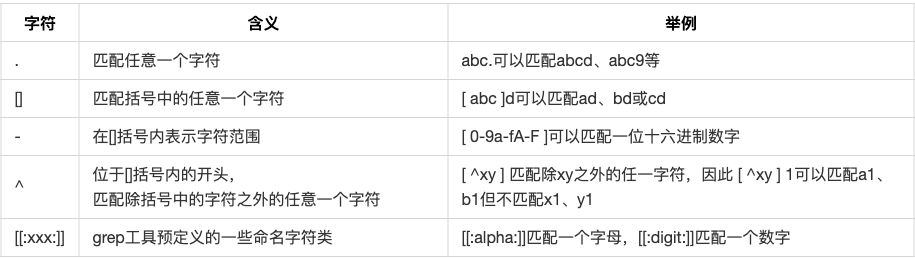 字符 含义 举例
. 匹配任意一个字符 abc.可以匹配abcd、abc9等
[] 匹配括号中的任意一个字符 [ abc ]d可以匹配ad、bd或cd
- 在[]括号内表示字符范围 [ 0-9a-fA-F ]可以匹配一位十六进制数字
^ 位于[]括号内的开头，
匹配除括号中的字符之外的任意一个字符 [ ^xy ] 匹配除xy之外的任一字符，因此 [ ^xy ] 1可以匹配a1、
b1但不匹配x1、y1
[[:xxx:]] grep工具预定义的一些命名字符类 [[:alpha:]]匹配一个字母，[[:digit:]]匹配一个数字